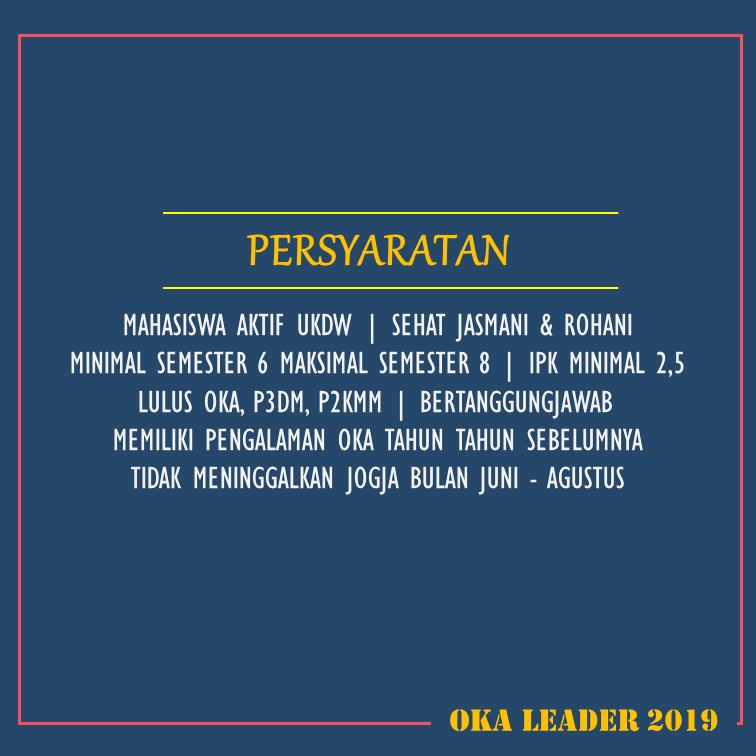 PERSYARATAN
MAHASISWA AKTIF UKDW | SEHAT JASMANI & ROHANI
MINIMAL SEMESTER 6 MAKSIMAL SEMESTER 8 | IPK MINIMAL 2,5
LULUS OKA, P3DM, P2KMM | BERTANGGUNGJAWAB
MEMILIKI PENGALAMAN OKA TAHUN TAHUN SEBELUMNYA
TIDAK MENINGGALKAN JOGJA BULAN JUNI - AGUSTUS
OKA LEADER 2019